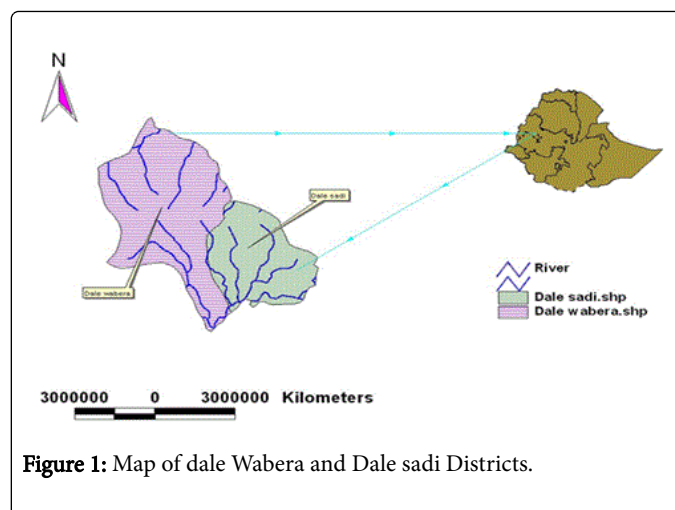 N
Dale sadi
Dale wabera
River
Dale sadi.shp
Dale wabera.shp
3000000 0 3000000 Kilometers
Figure 1: Map of dale Wabera and Dale sadi Districts.